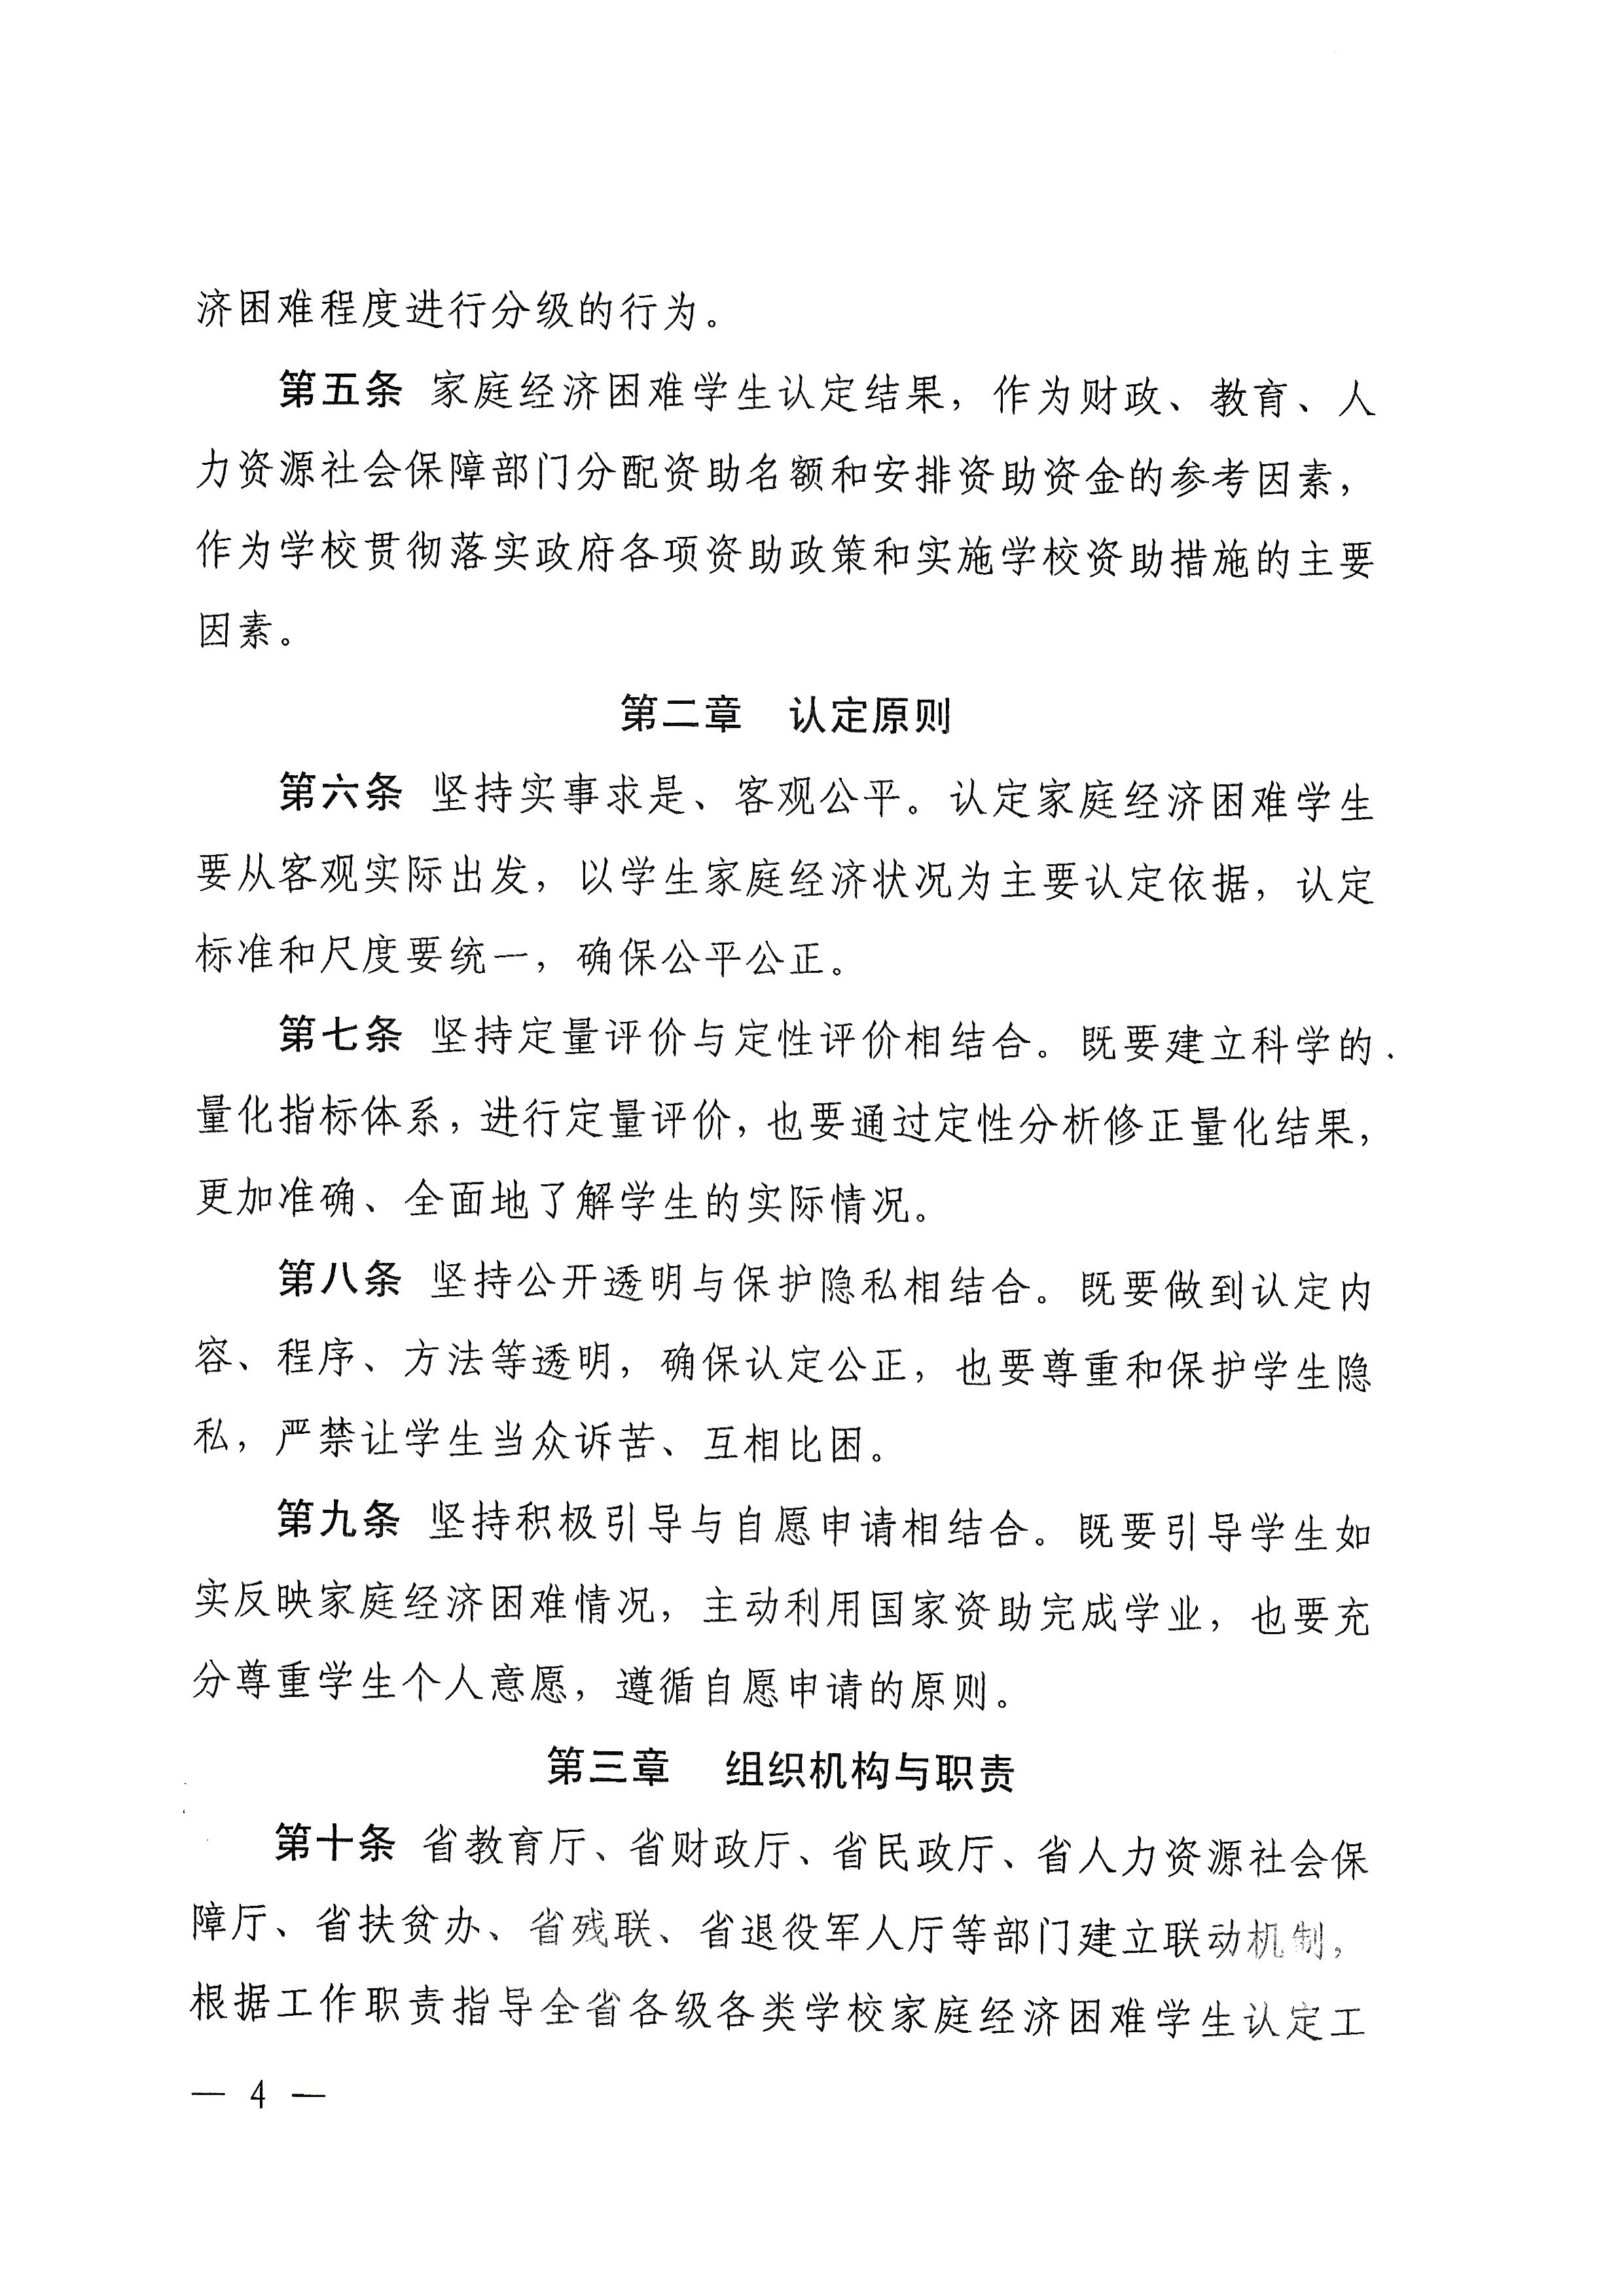 济困难程度进行分级的行为。
第五条 家庭经济困难学生认定结果，作为财政、教育、人
力资源社会保障部门分配资助名额和安排资助资金的参考因素，
作为学校贯彻落实政府各项资助政策和实施学校资助措施的主要
因素。
第二章 认定原则
第六条 坚持实事求是、客观公平。认定家庭经济困难学生
要从客观实际出发，以学生家庭经济状况为主要认定依据，认定
标准和尺度要统一，确保公平公正。
第七条 坚持定量评价与定性评价相结合。既要建立科学的
量化指标体系，进行定量评价，也要通过定性分析修正量化结果，
更加准确、全面地了解学生的实际情况。
第八条 坚持公开透明与保护隐私相结合。既要做到认定内
容、程序、方法等透明，确保认定公正，也要尊重和保护学生隐
私，严禁让学生当众诉苦、互相比困。
第九条 坚持积极引导与自愿申请相结合。既要引导学生如
实反映家庭经济困难情况，主动利用国家资助完成学业，也要充
分尊重学生个人意愿，遵循自愿申请的原则。
第三章 组织机构与职责
第十条 省教育厅、省财政厅、省民政厅、省人力资源社会保
障厅、省扶贫办、省残联、省退役军人厅等部门建立联动机制，
根据工作职责指导全省各级各类学校家庭经济困难学生认定工
— 4 —